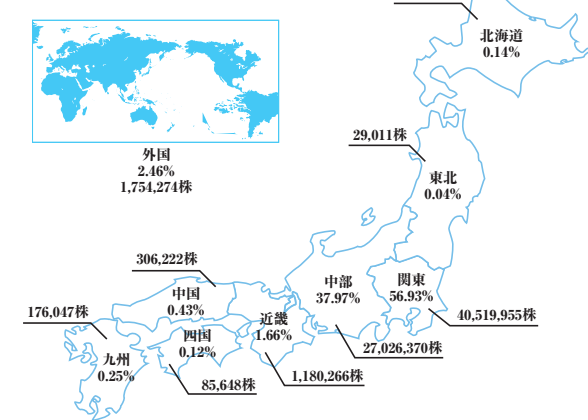 北海道
0.14%
外国
2.46%
1,754,274株
29,011株
東北
0.04%
306,222株
中国
0.43%
中部
37.97%
関東
56.93%
40,519,955株
近畿
1.66%
176,047株
四国
0.12%
九州
0.25%
27,026,370株
1,180,266株
85,648株